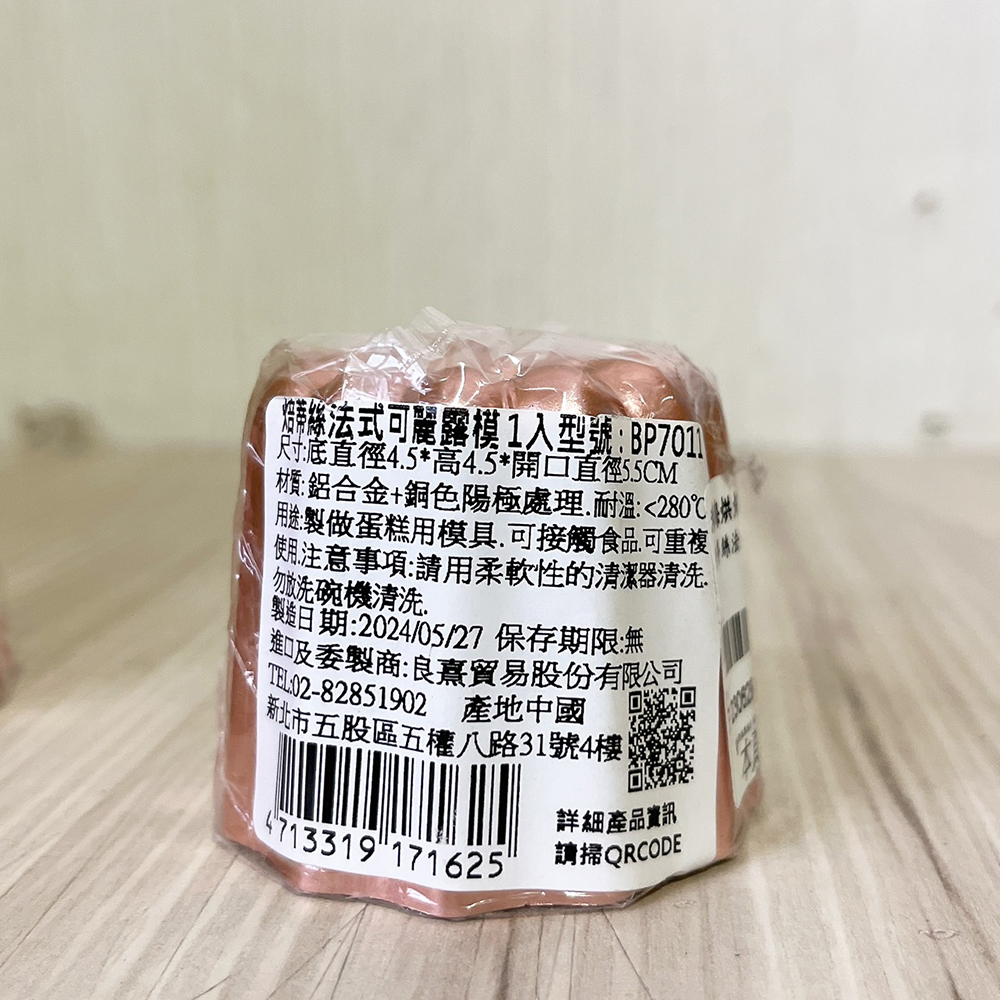 焙蒂絲法式可麗露模1入型號:BP7011
尺寸:底直徑4.5*高4.5*開口直徑5.5CM
材質:鋁合金+銅色陽極處理.耐溫:<280℃
用途:製做蛋糕用模具.可接觸食品.可重複
使用.注意事項:請用柔軟性的清潔器清洗.
勿放洗碗機清洗.
製造日期:2024/05/27 保存期限:無
進口及委製商:良熹貿易股份有限公司
TEL:02-82851902 產地中國
新北市五股區五權八路31號4樓
4713319171625
詳細產品資訊
請掃QRCODE